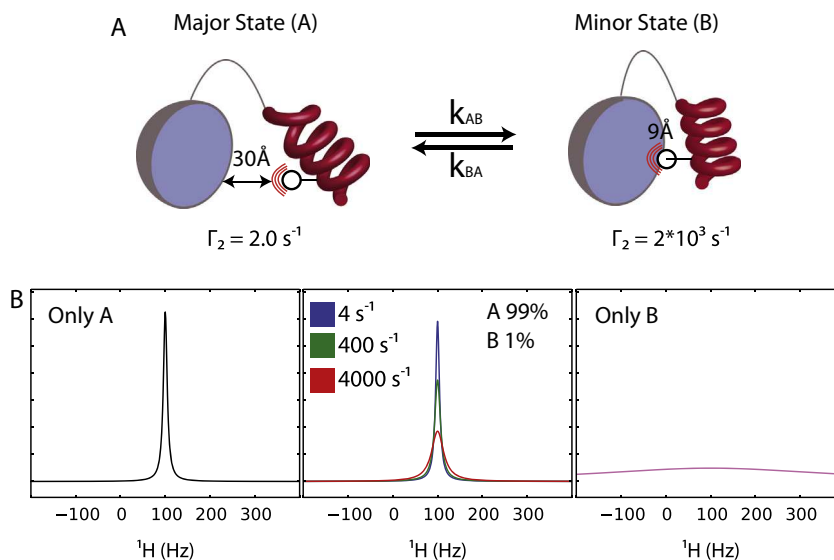 A
Major State (A)
Minor State (B)
30Å
kAB
kBA
9Å
Γ₂ = 2.0 s⁻¹
Γ₂ = 2*10³ s⁻¹
B
Only A
4 s⁻¹
400 s⁻¹
4000 s⁻¹
A 99%
B 1%
Only B
−100 0 100 200 300
−100 0 100 200 300
−100 0 100 200 300
¹H (Hz)
¹H (Hz)
¹H (Hz)